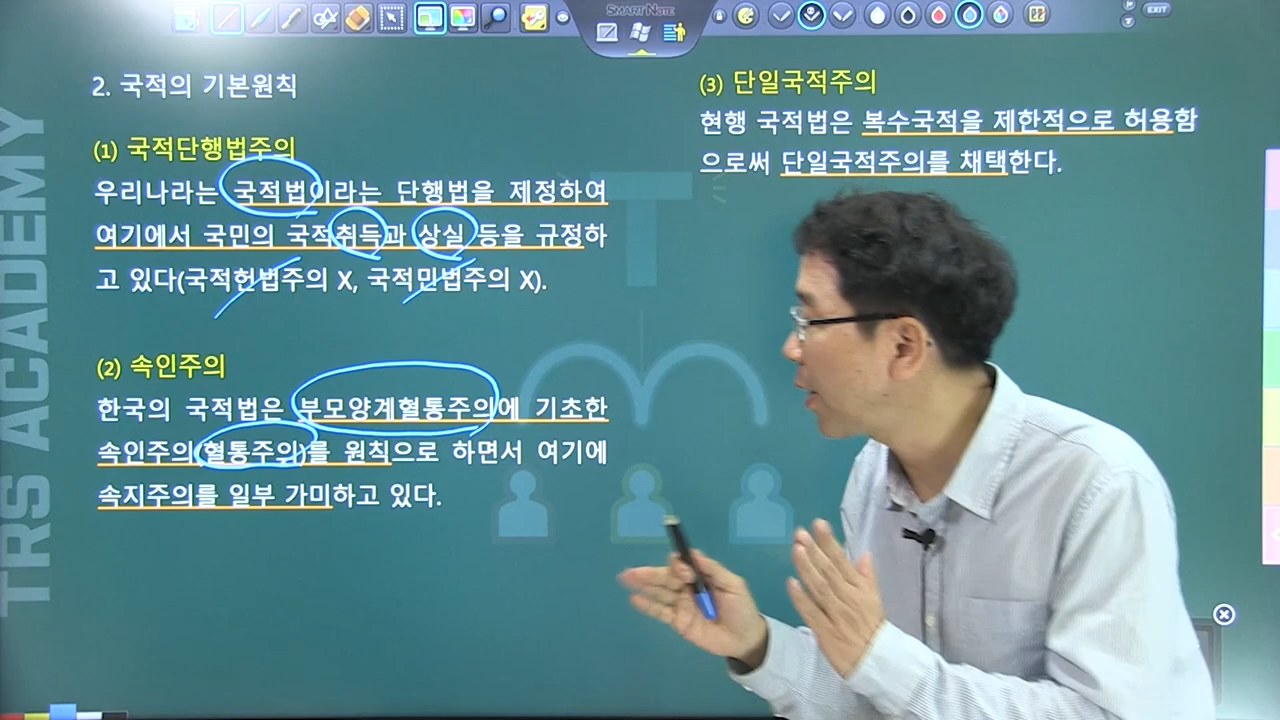 SMART NOTE
EXIT
2. 국적의 기본원칙
(1) 국적단행법주의
우리나라는 국적법이라는 단행법을 제정하여
여기에서 국민의 국적취득과 상실 등을 규정하
고 있다(국적헌법주의 X, 국적민법주의 X).
(2) 속인주의
한국의 국적법은 부모양계혈통주의에 기초한
속인주의(혈통주의)를 원칙으로 하면서 여기에
속지주의를 일부 가미하고 있다.
(3) 단일국적주의
현행 국적법은 복수국적을 제한적으로 허용함
으로써 단일국적주의를 채택한다.
TRS ACADEMY
T